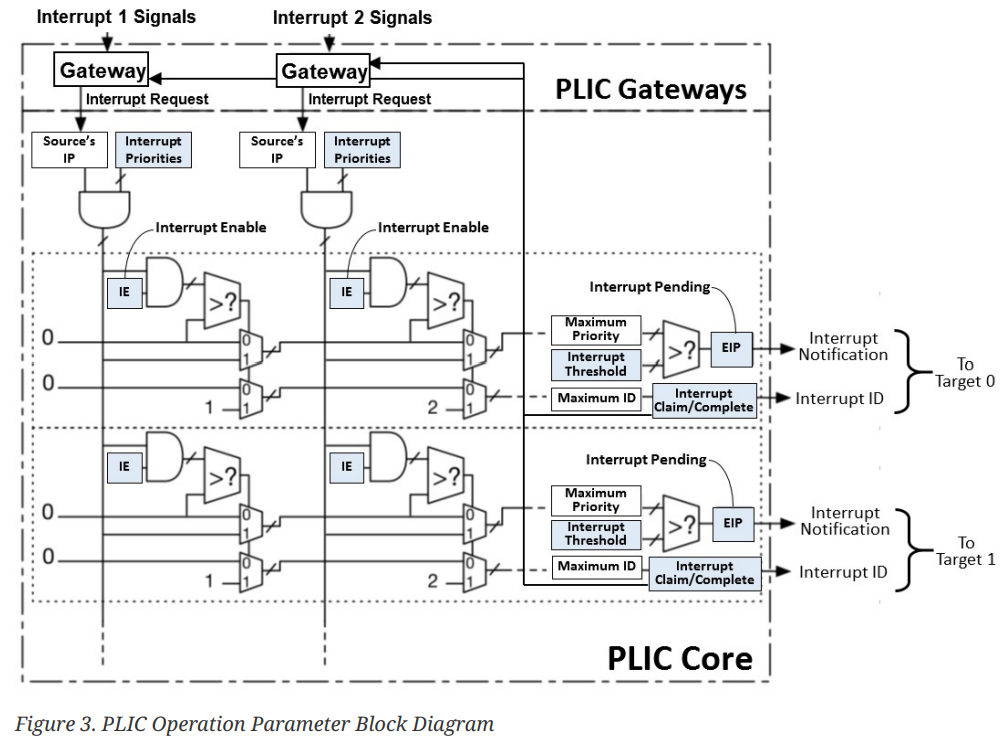 Interrupt 1 Signals
Interrupt 2 Signals
Gateway
Gateway
PLIC Gateways
Interrupt Request
Interrupt Request
Source's
IP
Interrupt
Priorities
Source's
IP
Interrupt
Priorities
Interrupt Enable
Interrupt Enable
IE
>?
IE
>?
0
0
1
0
1
0
0
1
1
0
1
2
Interrupt Pending
Maximum
Priority
Interrupt
Threshold
>?
EIP
Maximum ID
Interrupt
Claim/Complete
Interrupt
Notification
Interrupt ID
To
Target 0
IE
>?
IE
>?
0
0
1
0
1
0
0
1
1
0
1
2
Interrupt Pending
Maximum
Priority
Interrupt
Threshold
>?
EIP
Maximum ID
Interrupt
Claim/Complete
Interrupt
Notification
Interrupt ID
To
Target 1
PLIC Core
Figure 3. PLIC Operation Parameter Block Diagram